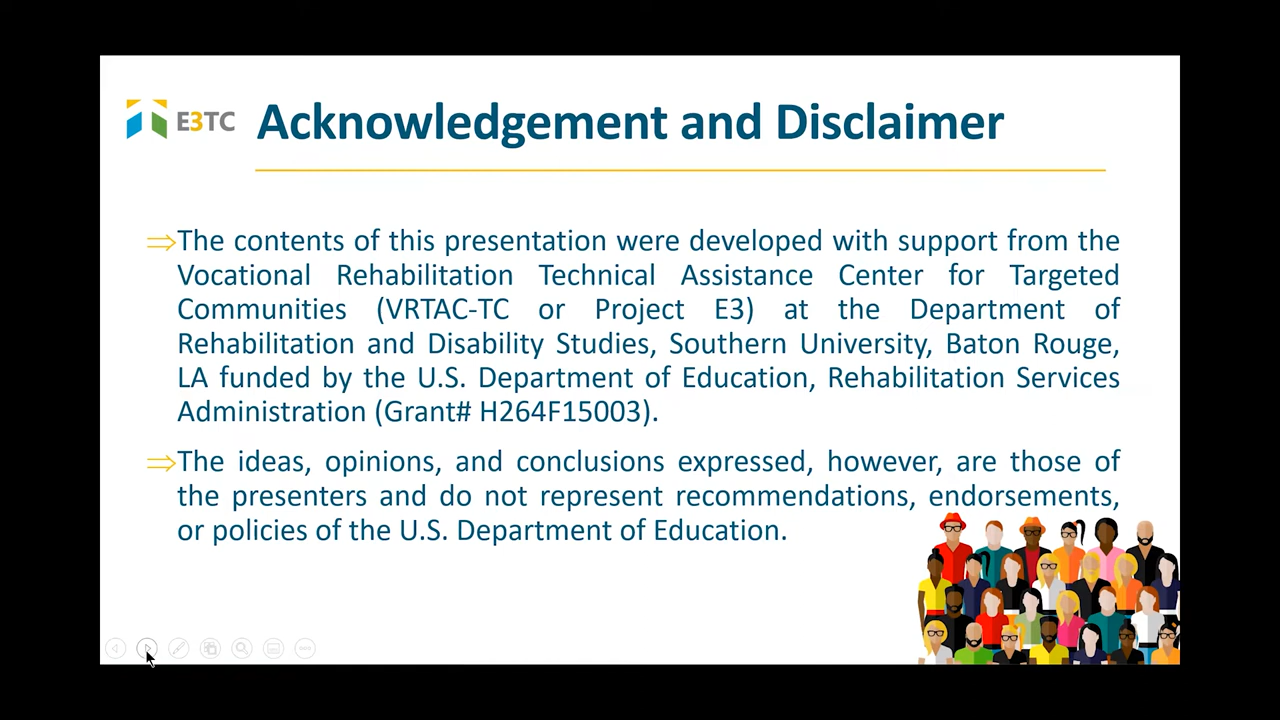 E3TC
Acknowledgement and Disclaimer
The contents of this presentation were developed with support from the
Vocational Rehabilitation Technical Assistance Center for Targeted
Communities (VRTAC-TC or Project E3) at the Department of
Rehabilitation and Disability Studies, Southern University, Baton Rouge,
LA funded by the U.S. Department of Education, Rehabilitation Services
Administration (Grant# H264F15003).
The ideas, opinions, and conclusions expressed, however, are those of
the presenters and do not represent recommendations, endorsements,
or policies of the U.S. Department of Education.